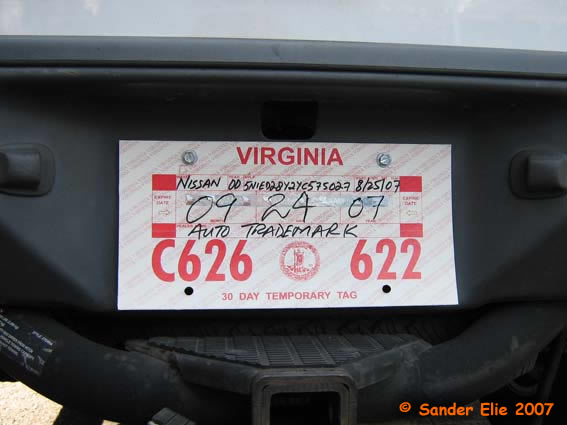 VIRGINIA
NISSAN 00 5N1ED28Y2YC575027 8/25/07
EXPIRE DATE
09 24 07
EXPIRE DATE
AUTO TRADEMARK
C626 622
30 DAY TEMPORARY TAG
© Sander Elie 2007